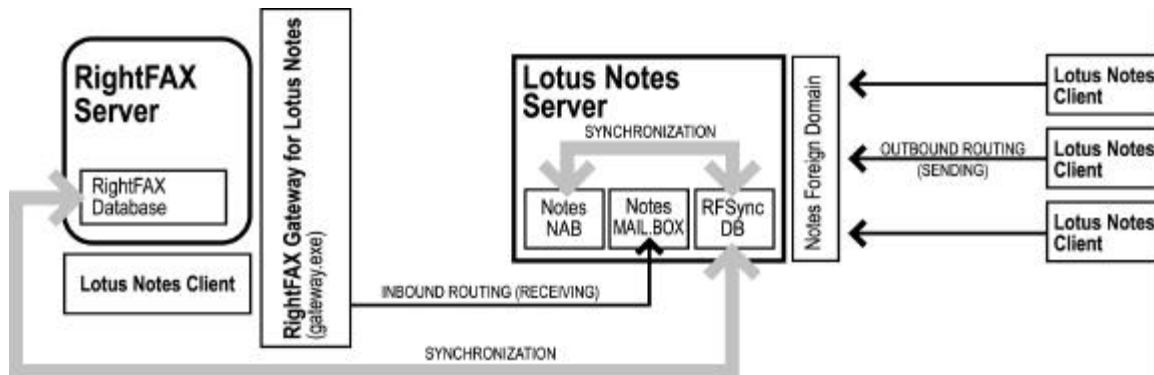 RightFAX
Server
RightFAX
Database
Lotus Notes Client
RightFAX Gateway for Lotus Notes
(gateway.exe)
INBOUND ROUTING (RECEIVING)
SYNCHRONIZATION
Lotus Notes
Server
SYNCHRONIZATION
Notes
NAB
Notes
MAIL.BOX
RFSync
DB
Notes Foreign Domain
OUTBOUND ROUTING
(SENDING)
Lotus Notes
Client
Lotus Notes
Client
Lotus Notes
Client